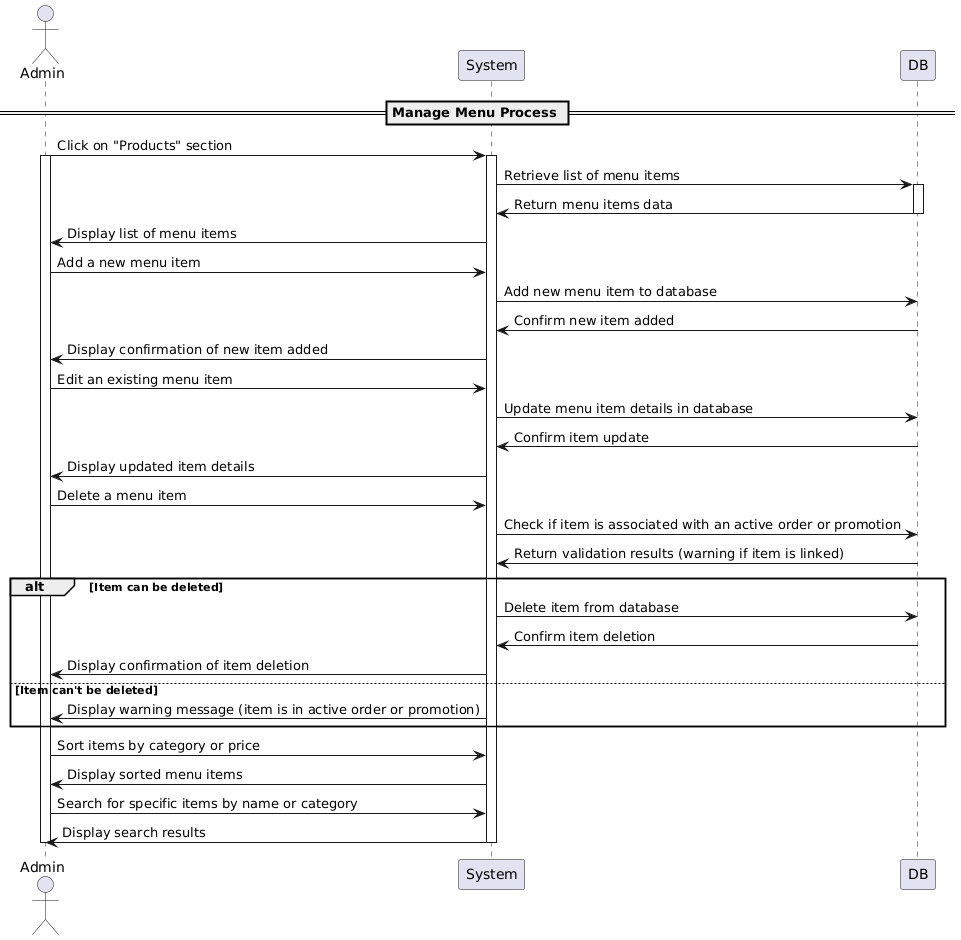 Admin
System
DB
Manage Menu Process
Click on "Products" section
Retrieve list of menu items
Return menu items data
Display list of menu items
Add a new menu item
Add new menu item to database
Confirm new item added
Display confirmation of new item added
Edit an existing menu item
Update menu item details in database
Confirm item update
Display updated item details
Delete a menu item
Check if item is associated with an active order or promotion
Return validation results (warning if item is linked)
alt [Item can be deleted]
Delete item from database
Confirm item deletion
Display confirmation of item deletion
[Item can't be deleted]
Display warning message (item is in active order or promotion)
Sort items by category or price
Display sorted menu items
Search for specific items by name or category
Display search results
Admin
System
DB